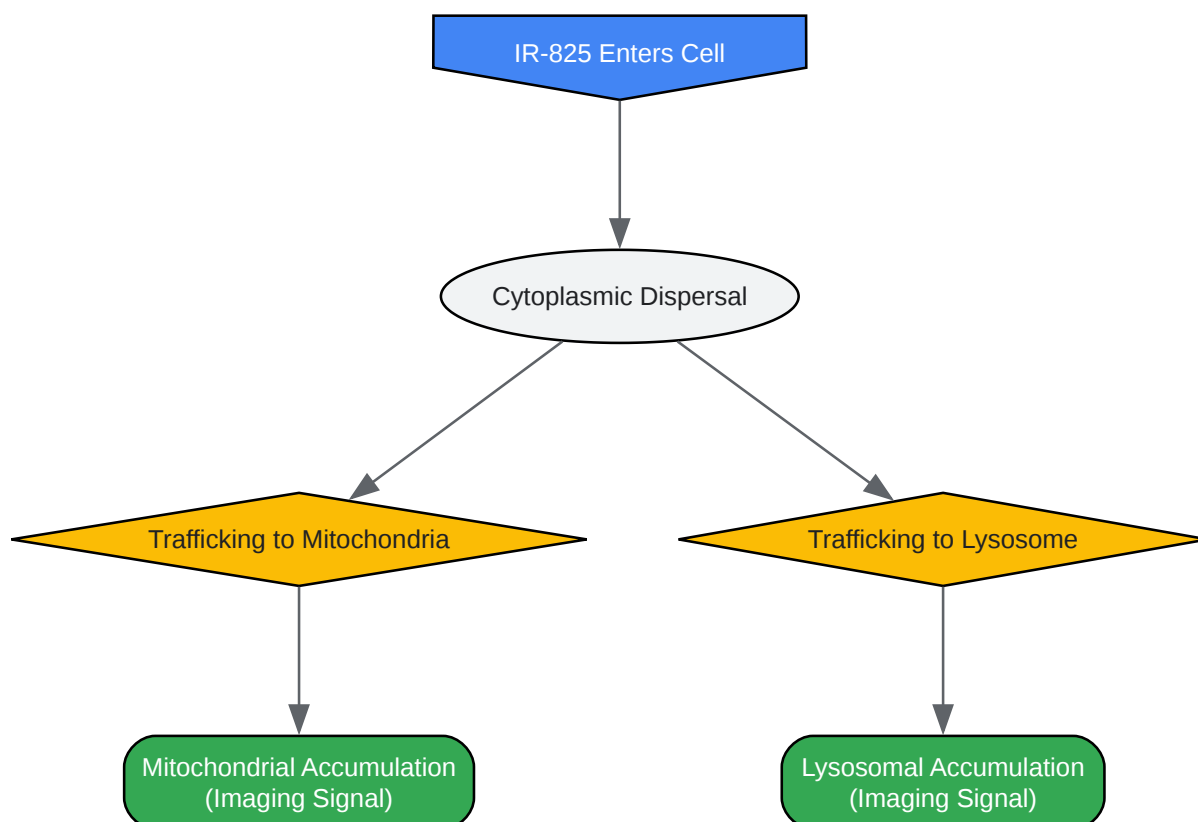 IR-825 Enters Cell
Cytoplasmic Dispersal
Trafficking to Mitochondria
Trafficking to Lysosome
Mitochondrial Accumulation
(Imaging Signal)
Lysosomal Accumulation
(Imaging Signal)